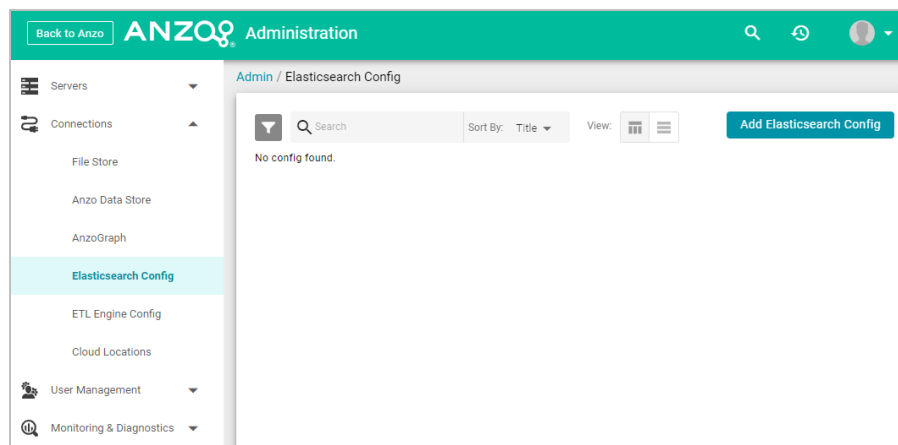 Back to Anzo ANZO® Administration
Admin / Elasticsearch Config
Servers
Connections
File Store
Anzo Data Store
AnzoGraph
Elasticsearch Config
ETL Engine Config
Cloud Locations
User Management
Monitoring & Diagnostics
Search
Sort By: Title
View:
Add Elasticsearch Config
No config found.